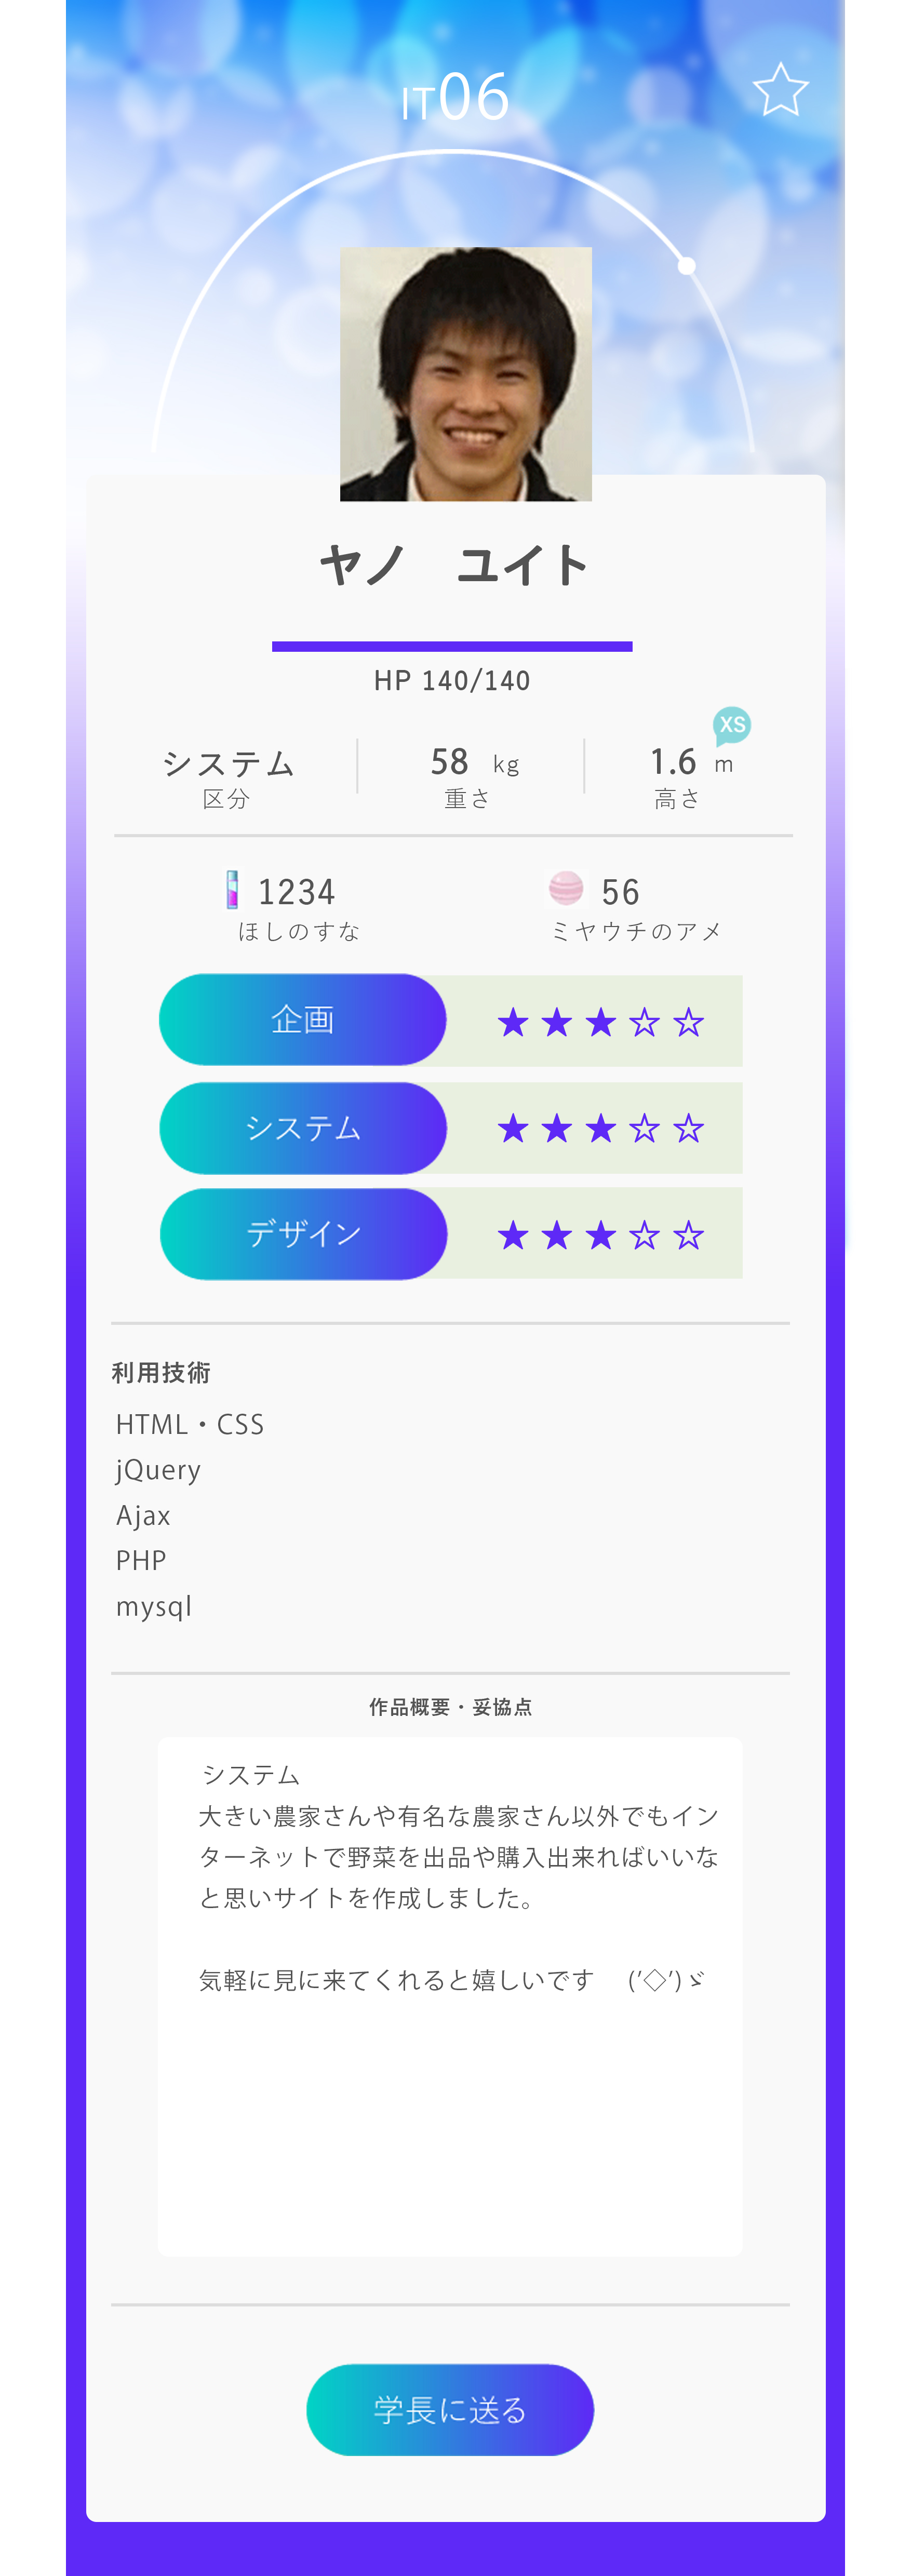 IT06
ヤノ　ユイト
HP 140/140
XS
システム 58 kg 1.6 m
区分 重さ 高さ
1234 56
ほしのすな ミヤウチのアメ
企画 ★★★☆☆
システム ★★★☆☆
デザイン ★★★☆☆
利用技術
HTML・CSS
jQuery
Ajax
PHP
mysql
作品概要・妥協点
システム
大きい農家さんや有名な農家さん以外でもイン
ターネットで野菜を出品や購入出来ればいいな
と思いサイトを作成しました。
気軽に見に来てくれると嬉しいです　('◇')ゞ
学長に送る